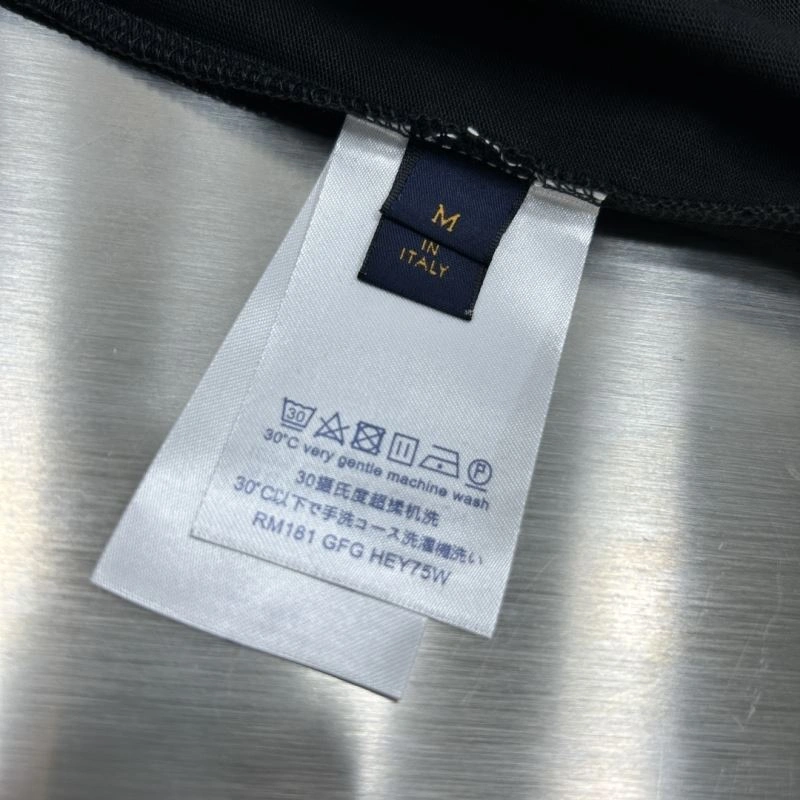 M
IN
ITALY
30
P
30°C very gentle machine wash
30摄氏度超柔机洗
30°C以下で手洗コース洗濯機洗い
RM181 GFG HEY75W